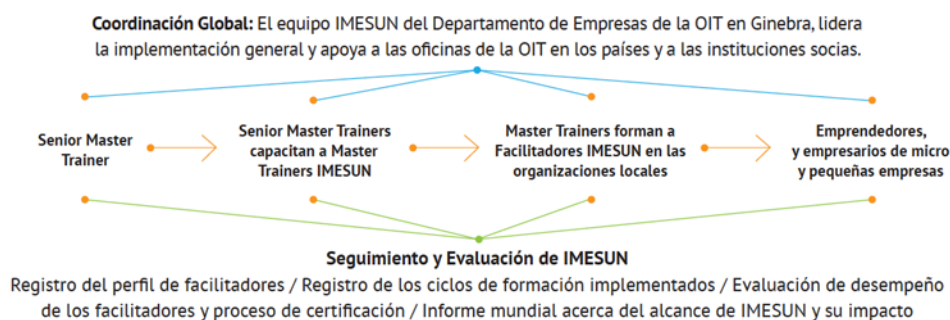 Coordinación Global: El equipo IMESUN del Departamento de Empresas de la OIT en Ginebra, lidera
la implementación general y apoya a las oficinas de la OIT en los países y a las instituciones socias.
Senior Master
Trainer
Senior Master Trainers
capacitan a Master
Trainers IMESUN
Master Trainers forman a
Facilitadores IMESUN en las
organizaciones locales
Emprendedores,
y empresarios de micro
y pequeñas empresas
Seguimiento y Evaluación de IMESUN
Registro del perfil de facilitadores / Registro de los ciclos de formación implementados / Evaluación de desempeño
de los facilitadores y proceso de certificación / Informe mundial acerca del alcance de IMESUN y su impacto